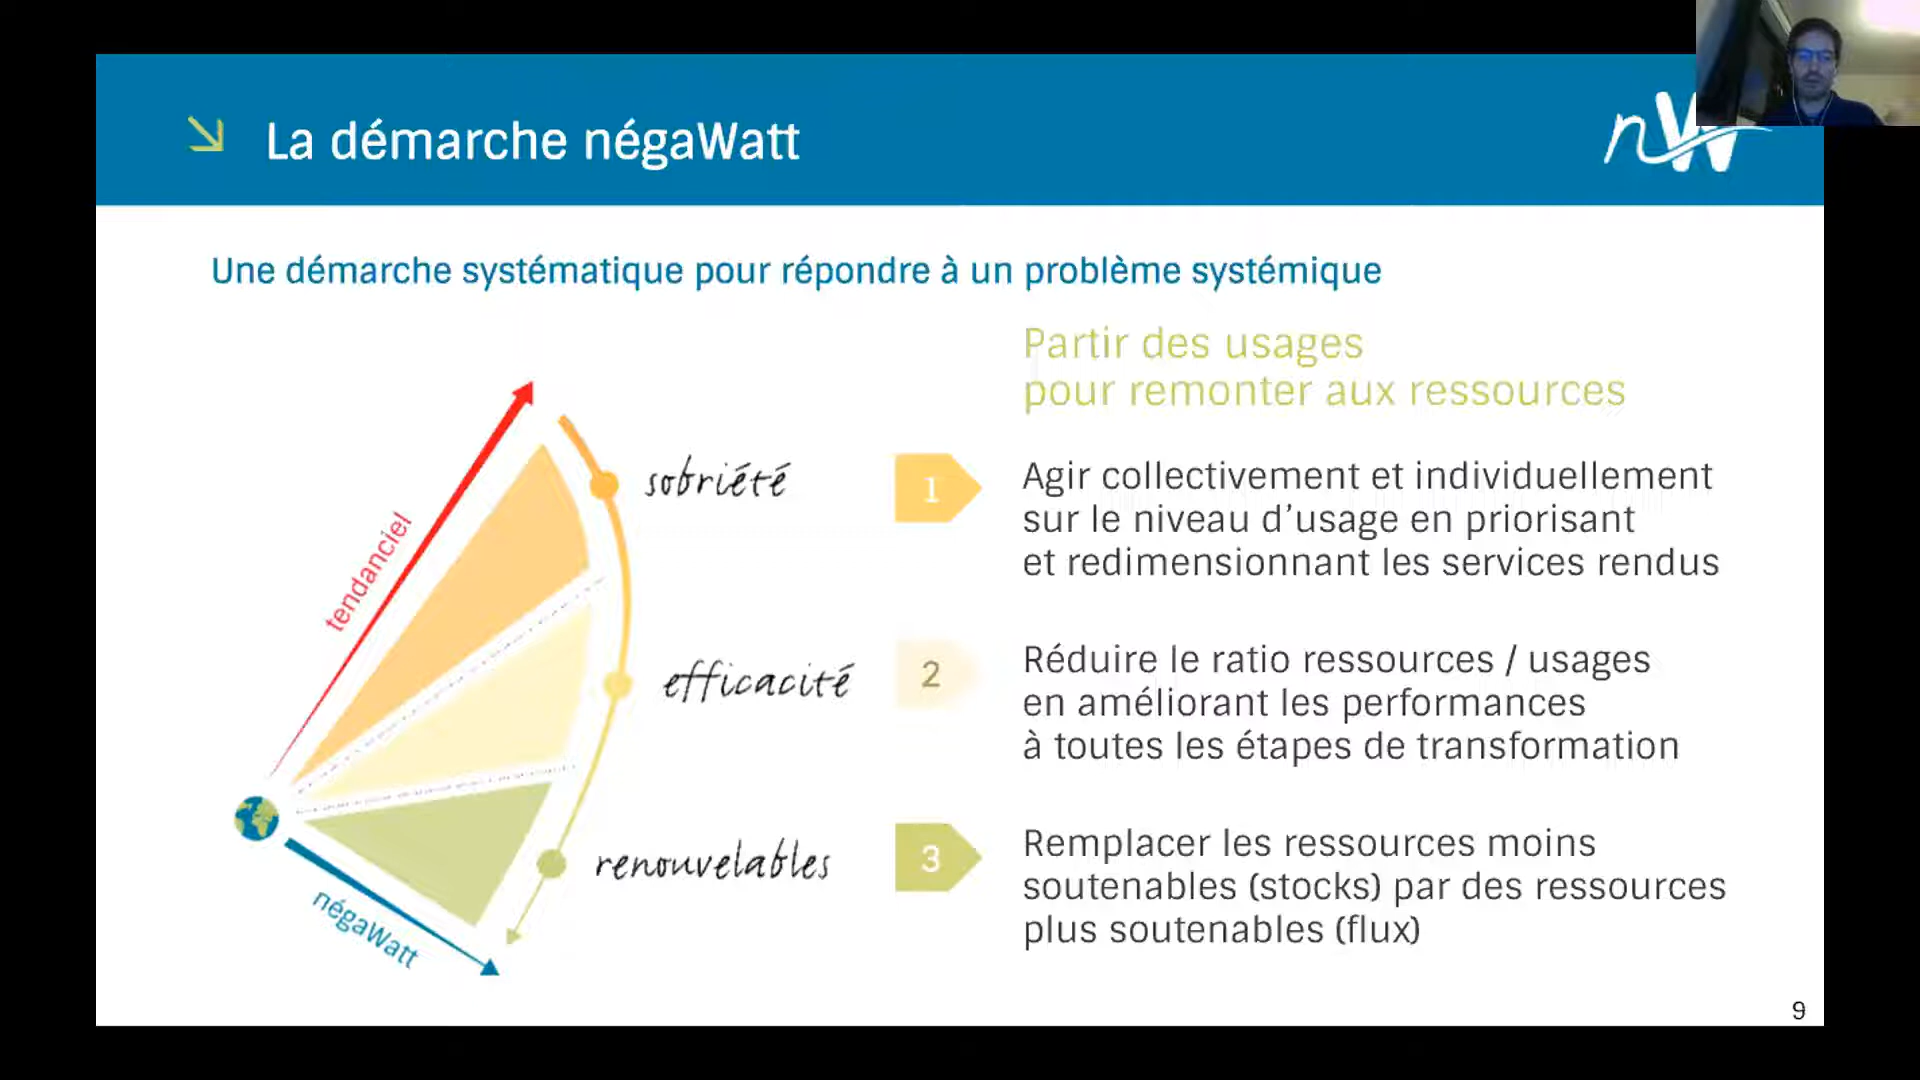 La démarche négaWatt
nW
Une démarche systématique pour répondre à un problème systémique
Partir des usages
pour remonter aux ressources
tendanciel
sobriété
1
Agir collectivement et individuellement
sur le niveau d'usage en priorisant
et redimensionnant les services rendus
efficacité
2
Réduire le ratio ressources / usages
en améliorant les performances
à toutes les étapes de transformation
renouvelables
3
Remplacer les ressources moins
soutenables (stocks) par des ressources
plus soutenables (flux)
négaWatt
9